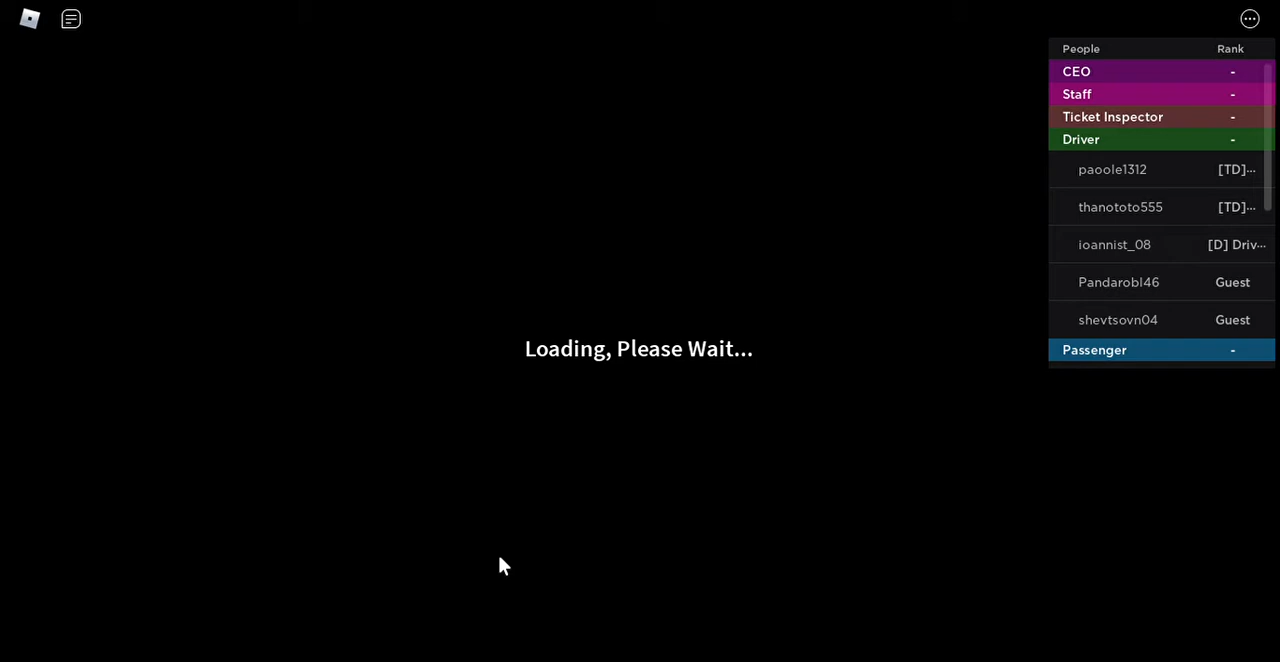 People Rank
CEO -
Staff -
Ticket Inspector -
Driver -
paoole1312 [TD]...
thanototo555 [TD]...
ioannist_08 [D] Driv...
Pandarobl46 Guest
shevtsovn04 Guest
Passenger -
Loading, Please Wait...